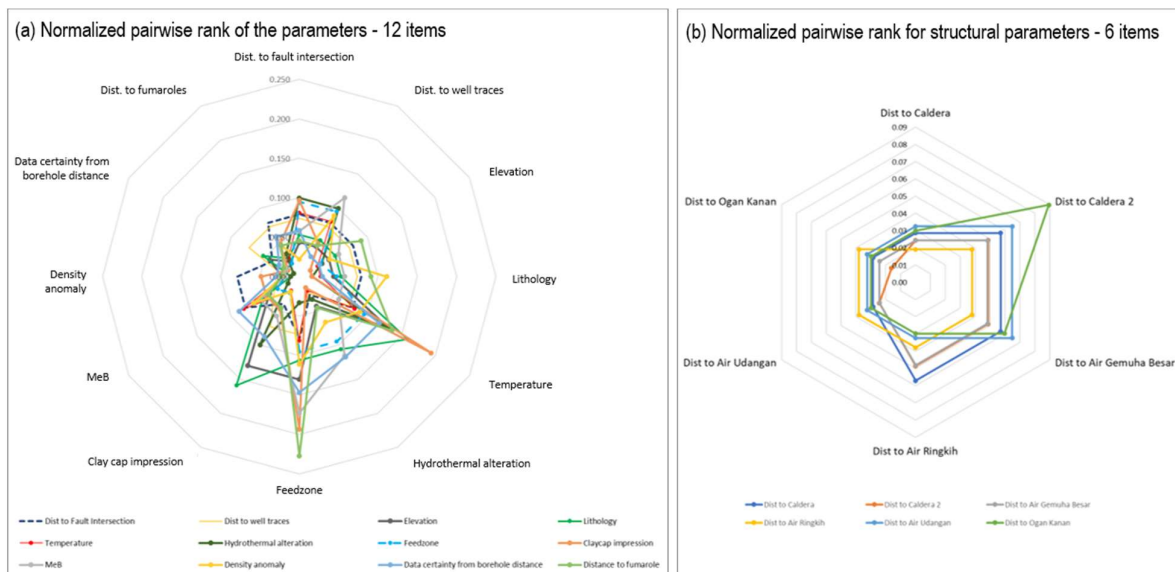 (a) Normalized pairwise rank of the parameters - 12 items
Dist. to fault intersection
0.250
Dist. to fumaroles
Dist. to well traces
0.200
Data certainty from
borehole distance
0.150
Elevation
0.100
Density
anomaly
Lithology
MeB
Temperature
Clay cap impression
Hydrothermal alteration
Feedzone
Dist to Fault Intersection
Dist to well traces
Elevation
Lithology
Temperature
Hydrothermal alteration
Feedzone
Claycap impression
MeB
Density anomaly
Data certainty from borehole distance
Distance to fumarole
(b) Normalized pairwise rank for structural parameters - 6 items
Dist to Caldera
0.09
0.08
0.07
0.06
0.05
0.04
0.03
0.02
0.01
0.00
Dist to Ogan Kanan
Dist to Caldera 2
Dist to Air Udangan
Dist to Air Gemuha Besar
Dist to Air Ringkih
Dist to Caldera
Dist to Caldera 2
Dist to Air Gemuha Besar
Dist to Air Ringkih
Dist to Air Udangan
Dist to Ogan Kanan